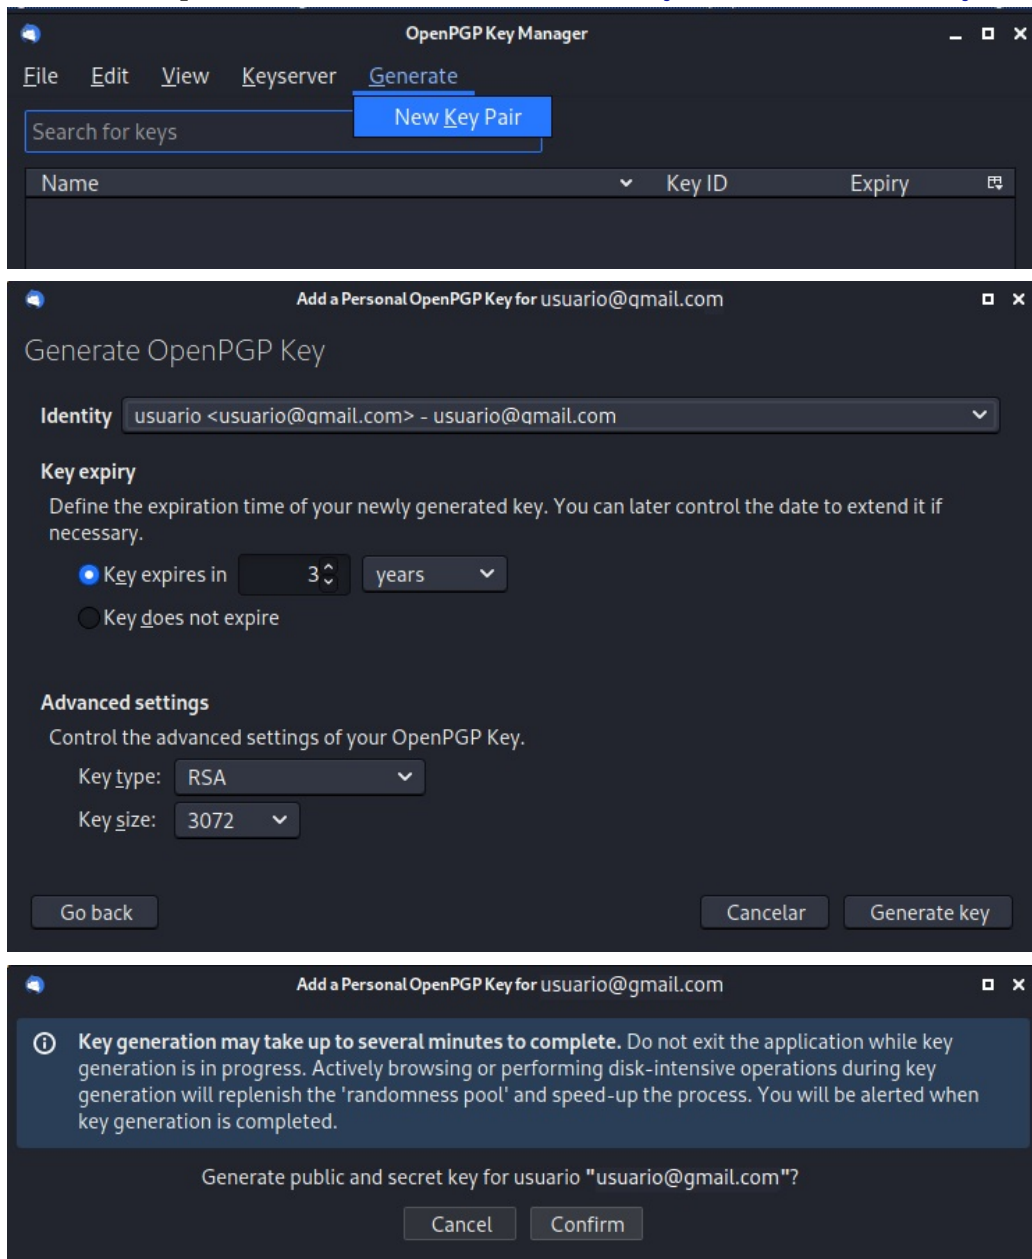 OpenPGP Key Manager
File Edit View Keyserver Generate
New Key Pair
Search for keys
Name Key ID Expiry
Add a Personal OpenPGP Key for usuario@gmail.com
Generate OpenPGP Key
Identity usuario <usuario@gmail.com> - usuario@gmail.com
Key expiry
Define the expiration time of your newly generated key. You can later control the date to extend it if
necessary.
Key expires in 3 years
Key does not expire
Advanced settings
Control the advanced settings of your OpenPGP Key.
Key type: RSA
Key size: 3072
Go back Cancelar Generate key
Add a Personal OpenPGP Key for usuario@gmail.com
Key generation may take up to several minutes to complete. Do not exit the application while key
generation is in progress. Actively browsing or performing disk-intensive operations during key
generation will replenish the 'randomness pool' and speed-up the process. You will be alerted when
key generation is completed.
Generate public and secret key for usuario "usuario@gmail.com"?
Cancel Confirm